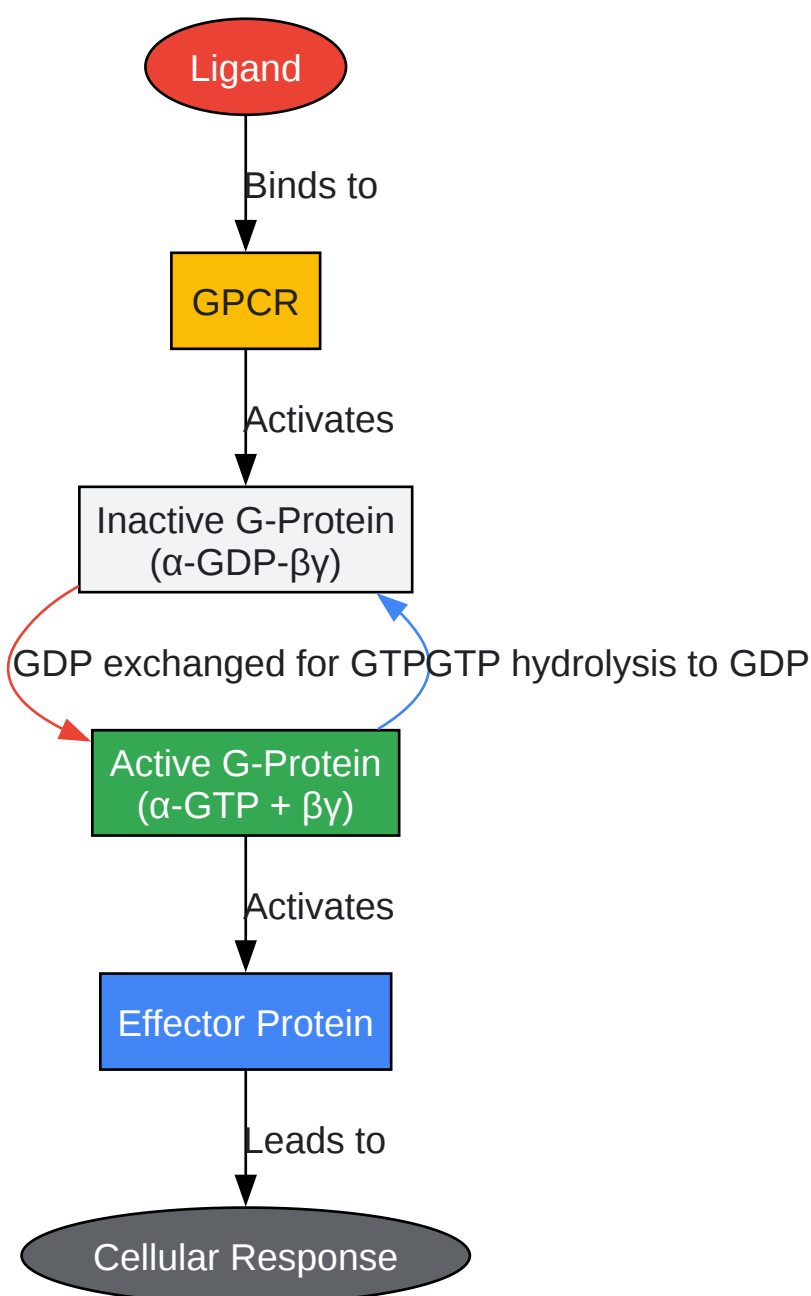 Ligand
Binds to
GPCR
Activates
Inactive G-Protein
(α-GDP-βγ)
GDP exchanged for GTP
GTP hydrolysis to GDP
Active G-Protein
(α-GTP + βγ)
Activates
Effector Protein
Leads to
Cellular Response